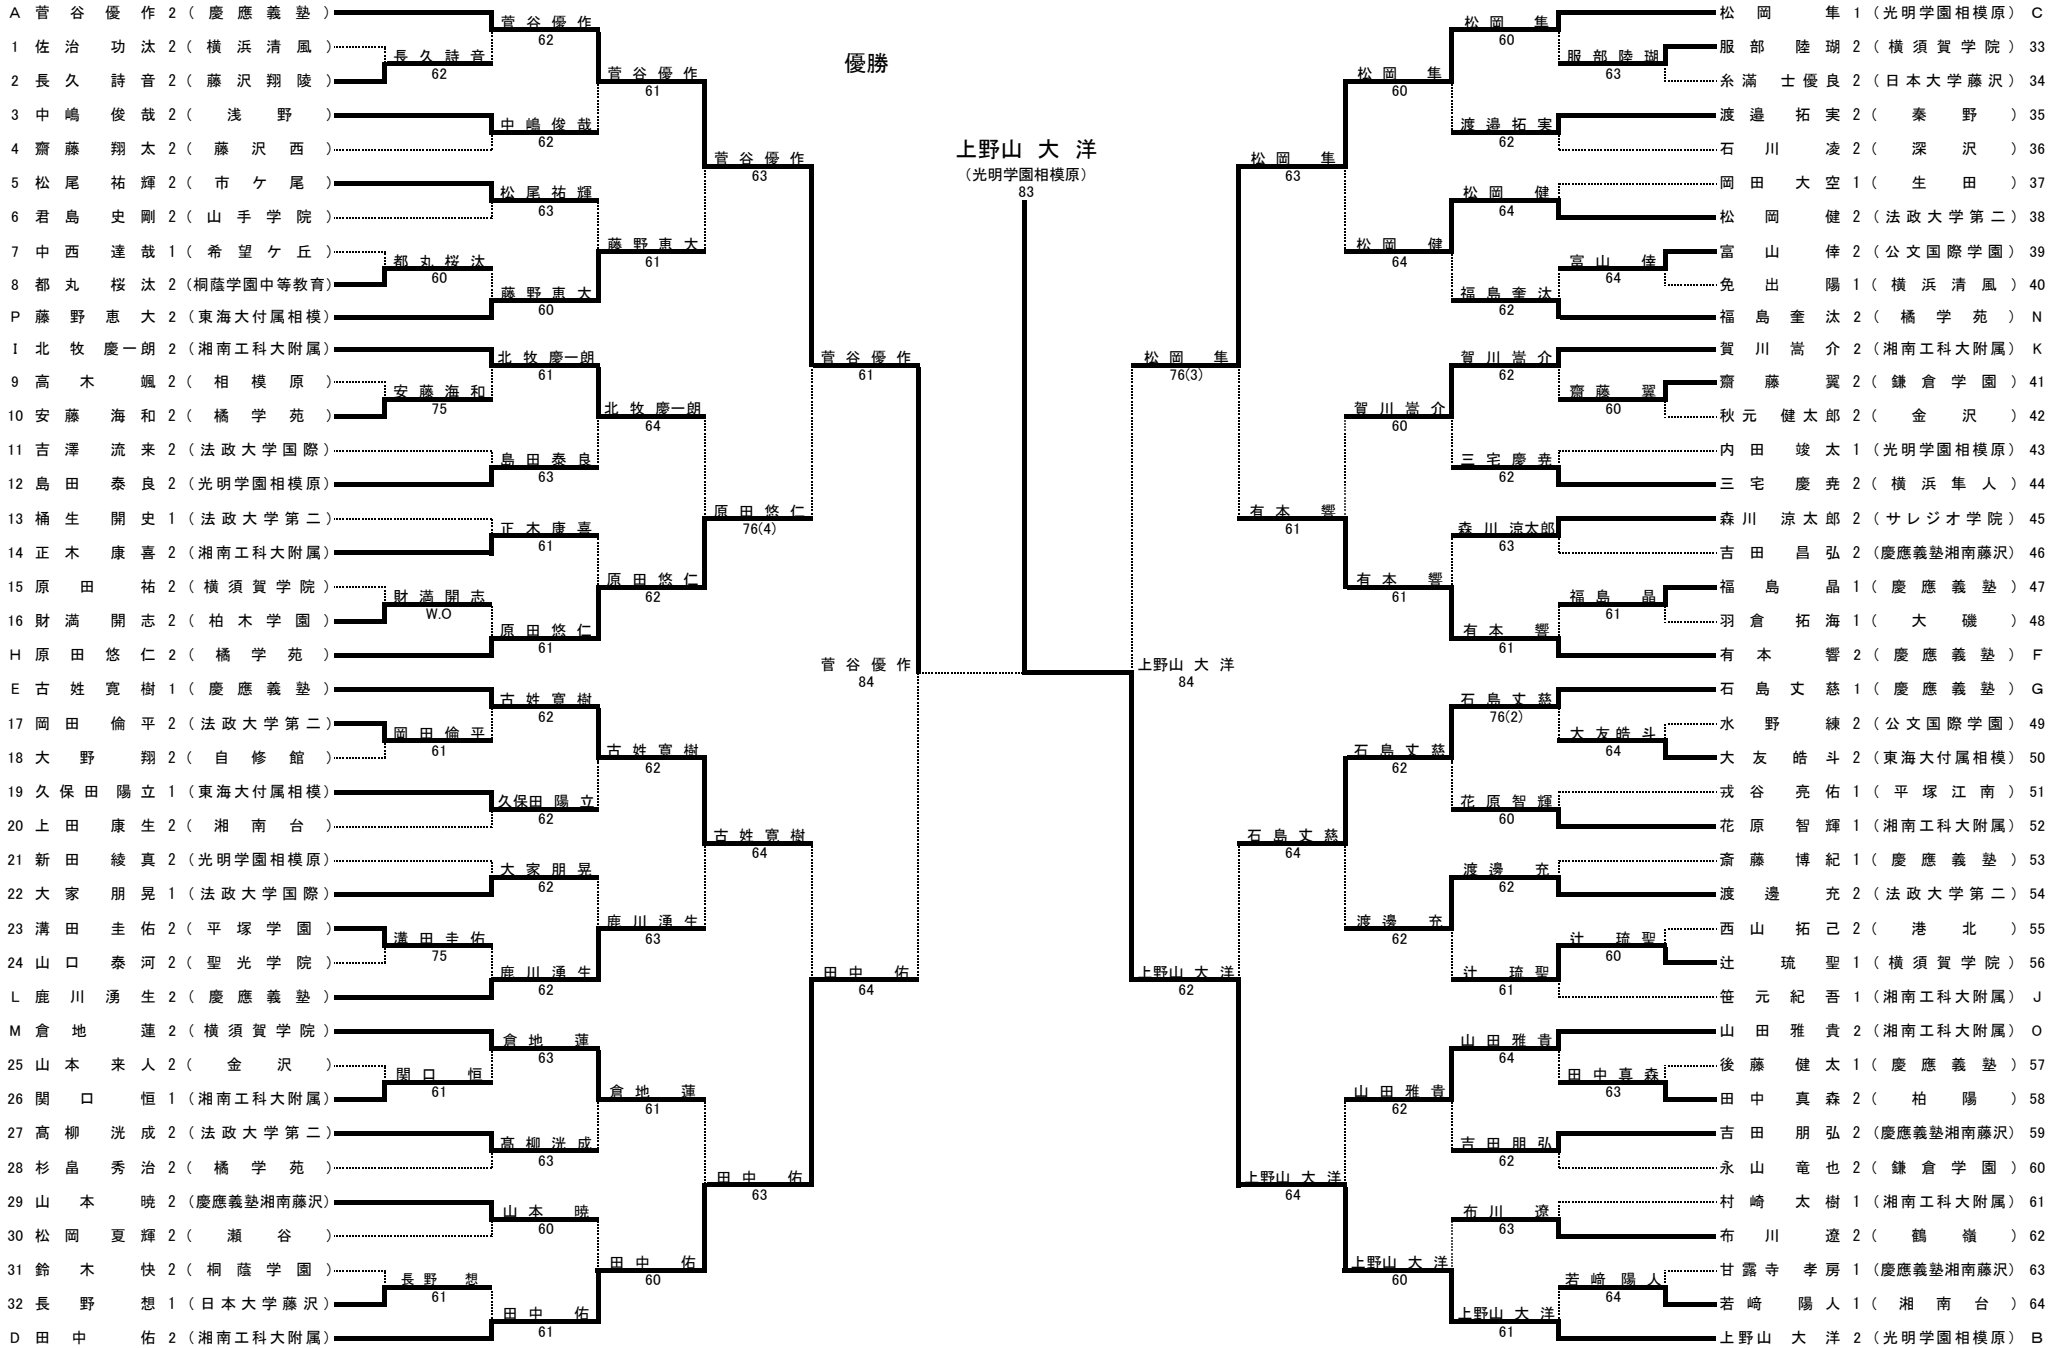 優勝
上野山 大 洋
（光明学園相模原）
83
A 菅谷優作 2 ( 慶應義塾 )
1 佐治 功汰 2 ( 横浜清風 )
2 長久詩音 2 ( 藤沢翔陵 )
3 中嶋 俊哉 2 ( 浅野 )
4 齋藤 翔太 2 ( 藤沢西 )
5 松尾 祐輝 2 ( 市ケ尾 )
6 君島 史剛 2 ( 山手学院 )
7 中西 達哉 1 ( 希望ケ丘 )
8 都丸 桜汰 2 (桐蔭学園中等教育)
P 藤野恵大 2 (東海大付属相模)
I 北牧 慶一朗 2 (湘南工科大附属)
9 高木 颯 2 ( 相模原 )
10 安藤 海和 2 ( 橘学苑 )
11 吉澤 流来 2 ( 法政大学国際 )
12 島田 泰良 2 (光明学園相模原)
13 桶生 開史 1 ( 法政大学第二 )
14 正木 康喜 2 (湘南工科大附属)
15 原田 祐 2 ( 横須賀学院 )
16 財満 開志 2 ( 柏木学園 )
H 原田悠仁 2 ( 橘学苑 )
E 古姓寛樹 1 ( 慶應義塾 )
17 岡田 倫平 2 ( 法政大学第二 )
18 大野 翔 2 ( 自修館 )
19 久保田 陽立 1 (東海大付属相模)
20 上田 康生 2 ( 湘南台 )
21 新田 綾真 2 (光明学園相模原)
22 大家 朋晃 1 ( 法政大学国際 )
23 溝田 圭佑 2 ( 平塚学園 )
24 山口 泰河 2 ( 聖光学院 )
L 鹿川湧生 2 ( 慶應義塾 )
M 倉地 蓮 2 ( 横須賀学院 )
25 山本 来人 2 ( 金沢 )
26 関口 恒 1 (湘南工科大附属)
27 髙柳 洸成 2 ( 法政大学第二 )
28 杉畠 秀治 2 ( 橘学苑 )
29 山本 暁 2 (慶應義塾湘南藤沢)
30 松岡 夏輝 2 ( 瀬谷 )
31 鈴木 快 2 ( 桐蔭学園 )
32 長野 想 1 ( 日本大学藤沢 )
D 田中 佑 2 (湘南工科大附属)
長久詩音
62
都丸桜汰
60
安藤海和
75
財満開志
W.O
岡田倫平
61
溝田圭佑
75
関口 恒
61
長野 想
61
菅谷優作
62
中嶋俊哉
62
松尾祐輝
63
藤野恵大
60
北牧 慶一朗
61
島田泰良
63
正木康喜
61
原田悠仁
61
古姓寛樹
62
久保田 陽立
62
大家朋晃
62
鹿川湧生
62
倉地 蓮
63
髙柳洸成
63
山本 暁
60
田中 佑
61
菅谷優作
61
藤野恵大
61
北牧 慶一朗
64
原田悠仁
62
古姓寛樹
62
鹿川湧生
63
倉地 蓮
61
田中 佑
60
菅谷優作
63
原田悠仁
76(4)
古姓寛樹
64
田中 佑
63
菅谷優作
61
田中 佑
64
菅谷優作
84
上野山 大 洋
84
松岡 隼
76(3)
上野山 大 洋
62
松岡 隼
63
有本 響
61
石島丈慈
64
上野山 大 洋
64
松岡 隼
60
松岡 健
64
賀川嵩介
60
有本 響
61
石島丈慈
62
渡邊 充
62
山田雅貴
62
上野山 大 洋
60
松岡 隼
60
渡邉拓実
62
松岡 健
64
福島奎汰
62
賀川嵩介
62
三宅慶尭
62
森川 涼太郎
63
有本 響
61
石島丈慈
76(2)
花原智輝
60
渡邊 充
62
辻 琉聖
61
山田雅貴
64
吉田朋弘
62
布川 遼
63
上野山 大 洋
61
服部陸瑚
63
富山 倖
64
齋藤 翼
60
福島 晶
61
大友皓斗
64
辻 琉聖
60
田中真森
63
若﨑陽人
64
松岡 隼 1 (光明学園相模原) C
服部 陸瑚 2 ( 横須賀学院 ) 33
糸滿 士優良 2 ( 日本大学藤沢 ) 34
渡邉 拓実 2 ( 秦野 ) 35
石川 凌 2 ( 深沢 ) 36
岡田 大空 1 ( 生田 ) 37
松岡 健 2 ( 法政大学第二 ) 38
富山 倖 2 ( 公文国際学園 ) 39
免出 陽 1 ( 横浜清風 ) 40
福島奎汰 2 ( 橘学苑 ) N
賀川嵩介 2 (湘南工科大附属) K
齋藤 翼 2 ( 鎌倉学園 ) 41
秋元 健太郎 2 ( 金沢 ) 42
内田 竣太 1 (光明学園相模原) 43
三宅 慶尭 2 ( 横浜隼人 ) 44
森川 涼太郎 2 ( サレジオ学院 ) 45
吉田 昌弘 2 (慶應義塾湘南藤沢) 46
福島 晶 1 ( 慶應義塾 ) 47
羽倉 拓海 1 ( 大磯 ) 48
有本 響 2 ( 慶應義塾 ) F
石島丈慈 1 ( 慶應義塾 ) G
水野 練 2 ( 公文国際学園 ) 49
大友 皓斗 2 (東海大付属相模) 50
戎谷 亮佑 1 ( 平塚江南 ) 51
花原 智輝 1 (湘南工科大附属) 52
斎藤 博紀 1 ( 慶應義塾 ) 53
渡邊 充 2 ( 法政大学第二 ) 54
西山 拓己 2 ( 港北 ) 55
辻 琉聖 1 ( 横須賀学院 ) 56
笹元紀吾 1 (湘南工科大附属) J
山田雅貴 2 (湘南工科大附属) O
後藤 健太 1 ( 慶應義塾 ) 57
田中 真森 2 ( 柏陽 ) 58
吉田 朋弘 2 (慶應義塾湘南藤沢) 59
永山 竜也 2 ( 鎌倉学園 ) 60
村崎 太樹 1 (湘南工科大附属) 61
布川 遼 2 ( 鶴嶺 ) 62
甘露寺 孝房 1 (慶應義塾湘南藤沢) 63
若﨑 陽人 1 ( 湘南台 ) 64
上野山 大 洋 2 (光明学園相模原) B